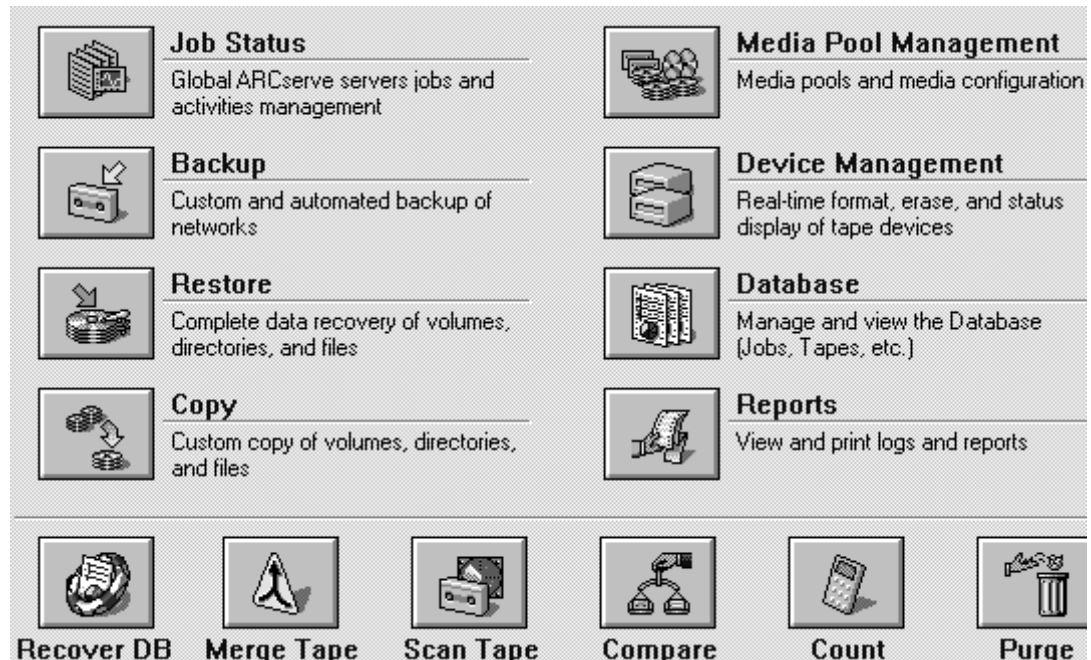 Job Status
Global ARCserve servers jobs and
activities management
Backup
Custom and automated backup of
networks
Restore
Complete data recovery of volumes,
directories, and files
Copy
Custom copy of volumes, directories,
and files
Media Pool Management
Media pools and media configuration
Device Management
Real-time format, erase, and status
display of tape devices
Database
Manage and view the Database
(Jobs, Tapes, etc.)
Reports
View and print logs and reports
Recover DB
Merge Tape
Scan Tape
Compare
Count
Purge